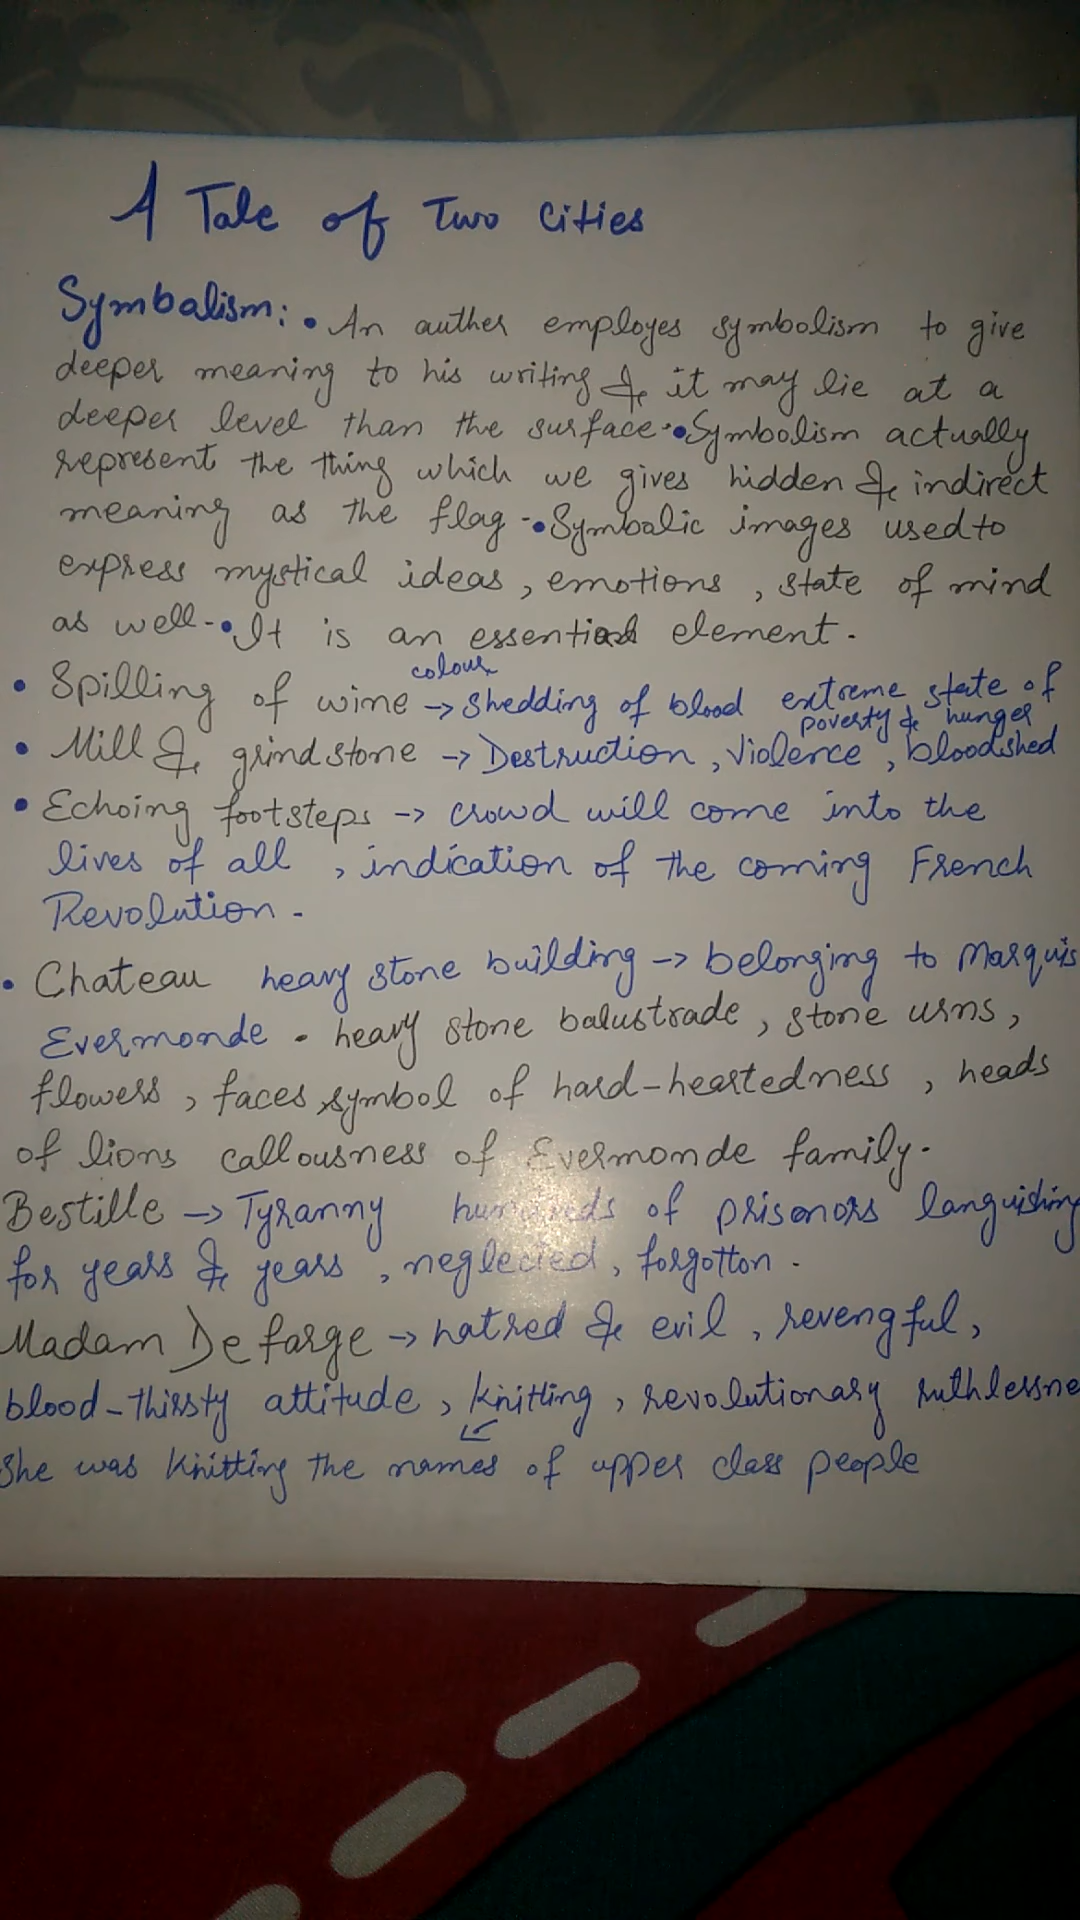 A Tale of Two Cities
Symbalism: • An auther employes symbolism to give
deeper meaning to his writing & it may lie at a
deeper level than the surface. • Symbolism actually
represent the thing which we gives hidden & indirect
meaning as the flag - • Symbalic images used to
express mystical ideas, emotions, state of mind
as well - • It is an essential element.
• Spilling of wine colour → shedding of blood extreme state of poverty & hunger
• Mill & grindstone → Destruction, Violence, bloodshed
• Echoing footsteps → crowd will come into the
lives of all, indication of the coming French
Revolution -
• Chateau heavy stone building → belonging to Marquis
Evermonde. heavy stone balustrade, stone urns,
flowers, faces, symbol of hard-heartedness, heads
of lions callousness of Evermonde family.
Bestille → Tyranny hundreds of prisonors languishing
for years & years, neglected, forgotton.
Madam Defarge → hatred & evil, revengful,
blood-thirsty attitude, Knitting, revolutionary ruthlessne
She was Knitting the names of upper class people